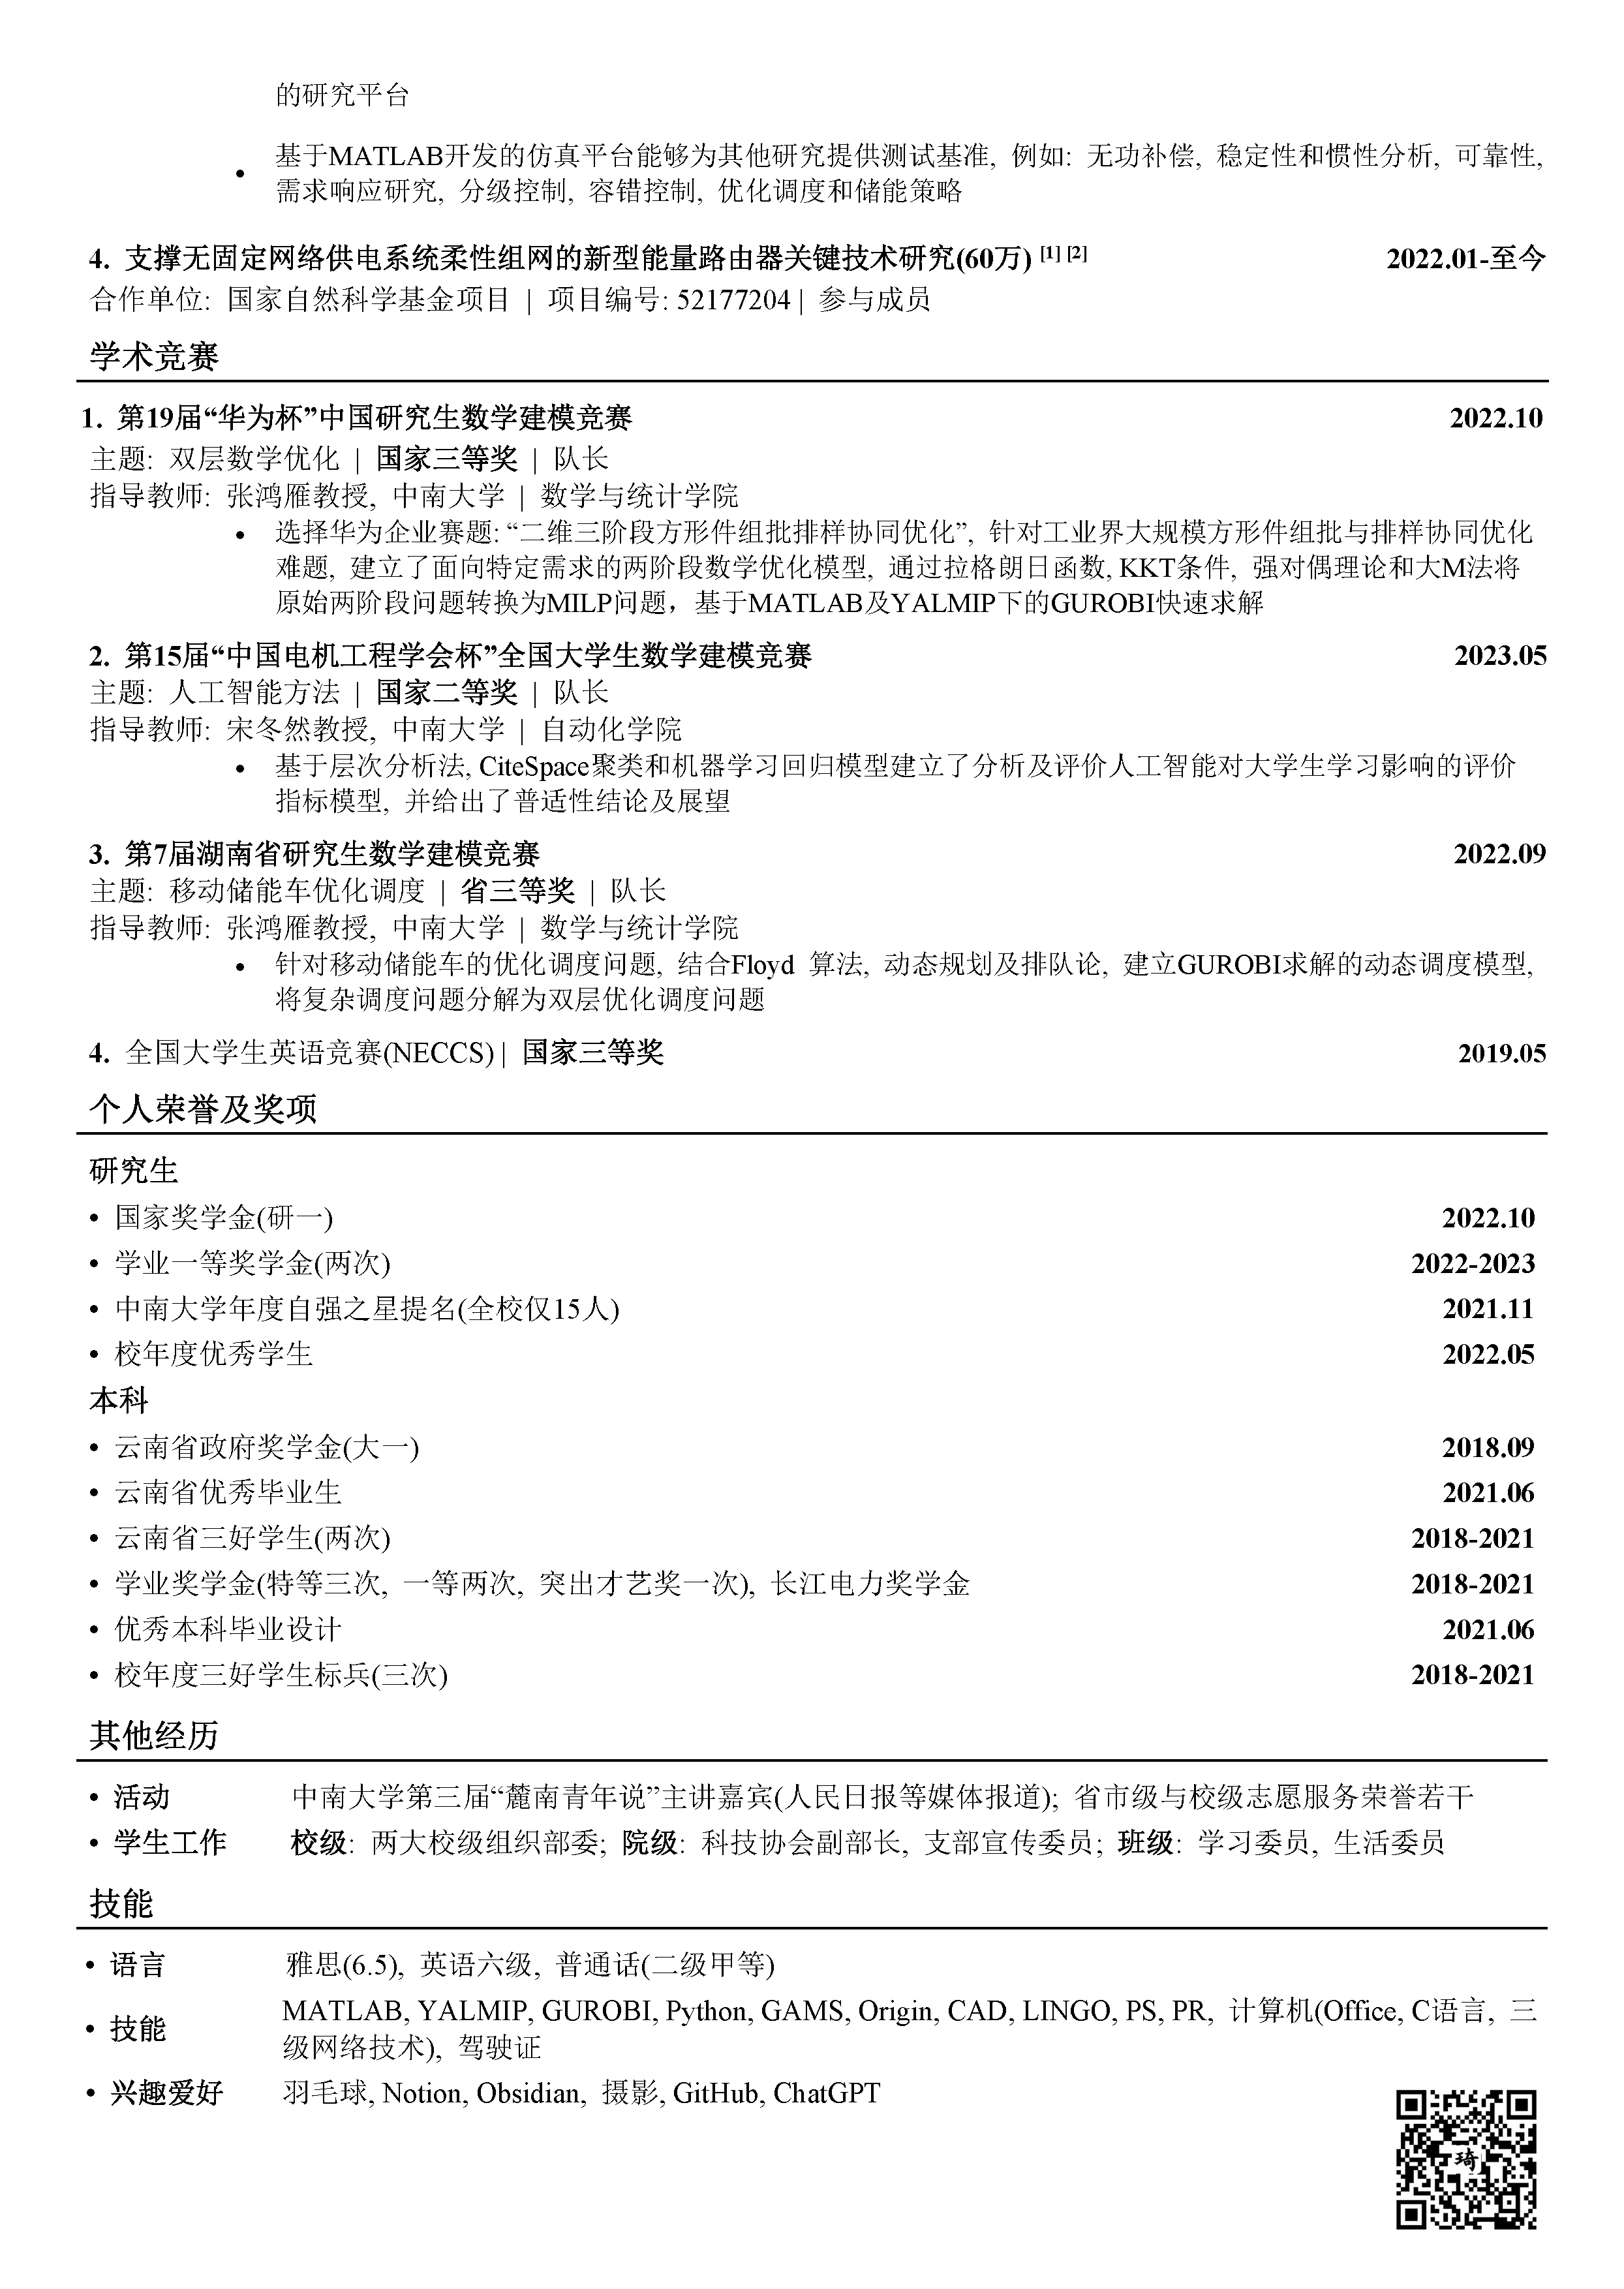 的研究平台
• 基于MATLAB开发的仿真平台能够为其他研究提供测试基准, 例如: 无功补偿, 稳定性和惯性分析, 可靠性,
需求响应研究, 分级控制, 容错控制, 优化调度和储能策略
4. 支撑无固定网络供电系统柔性组网的新型能量路由器关键技术研究(60万) [1] [2] 2022.01-至今
合作单位: 国家自然科学基金项目 | 项目编号: 52177204 | 参与成员
学术竞赛
1. 第19届“华为杯”中国研究生数学建模竞赛 2022.10
主题: 双层数学优化 | 国家三等奖 | 队长
指导教师: 张鸿雁教授, 中南大学 | 数学与统计学院
• 选择华为企业赛题: “二维三阶段方形件组批排样协同优化”, 针对工业界大规模方形件组批与排样协同优化
难题, 建立了面向特定需求的两阶段数学优化模型, 通过拉格朗日函数, KKT条件, 强对偶理论和大M法将
原始两阶段问题转换为MILP问题，基于MATLAB及YALMIP下的GUROBI快速求解
2. 第15届“中国电机工程学会杯”全国大学生数学建模竞赛 2023.05
主题: 人工智能方法 | 国家二等奖 | 队长
指导教师: 宋冬然教授, 中南大学 | 自动化学院
• 基于层次分析法, CiteSpace聚类和机器学习回归模型建立了分析及评价人工智能对大学生学习影响的评价
指标模型, 并给出了普适性结论及展望
3. 第7届湖南省研究生数学建模竞赛 2022.09
主题: 移动储能车优化调度 | 省三等奖 | 队长
指导教师: 张鸿雁教授, 中南大学 | 数学与统计学院
• 针对移动储能车的优化调度问题, 结合Floyd 算法, 动态规划及排队论, 建立GUROBI求解的动态调度模型,
将复杂调度问题分解为双层优化调度问题
4. 全国大学生英语竞赛(NECCS) | 国家三等奖 2019.05
个人荣誉及奖项
研究生
• 国家奖学金(研一) 2022.10
• 学业一等奖学金(两次) 2022-2023
• 中南大学年度自强之星提名(全校仅15人) 2021.11
• 校年度优秀学生 2022.05
本科
• 云南省政府奖学金(大一) 2018.09
• 云南省优秀毕业生 2021.06
• 云南省三好学生(两次) 2018-2021
• 学业奖学金(特等三次, 一等两次, 突出才艺奖一次), 长江电力奖学金 2018-2021
• 优秀本科毕业设计 2021.06
• 校年度三好学生标兵(三次) 2018-2021
其他经历
• 活动 中南大学第三届“麓南青年说”主讲嘉宾(人民日报等媒体报道); 省市级与校级志愿服务荣誉若干
• 学生工作 校级: 两大校级组织部委; 院级: 科技协会副部长, 支部宣传委员; 班级: 学习委员, 生活委员
技能
• 语言 雅思(6.5), 英语六级, 普通话(二级甲等)
• 技能 MATLAB, YALMIP, GUROBI, Python, GAMS, Origin, CAD, LINGO, PS, PR, 计算机(Office, C语言, 三
级网络技术), 驾驶证
• 兴趣爱好 羽毛球, Notion, Obsidian, 摄影, GitHub, ChatGPT
琦